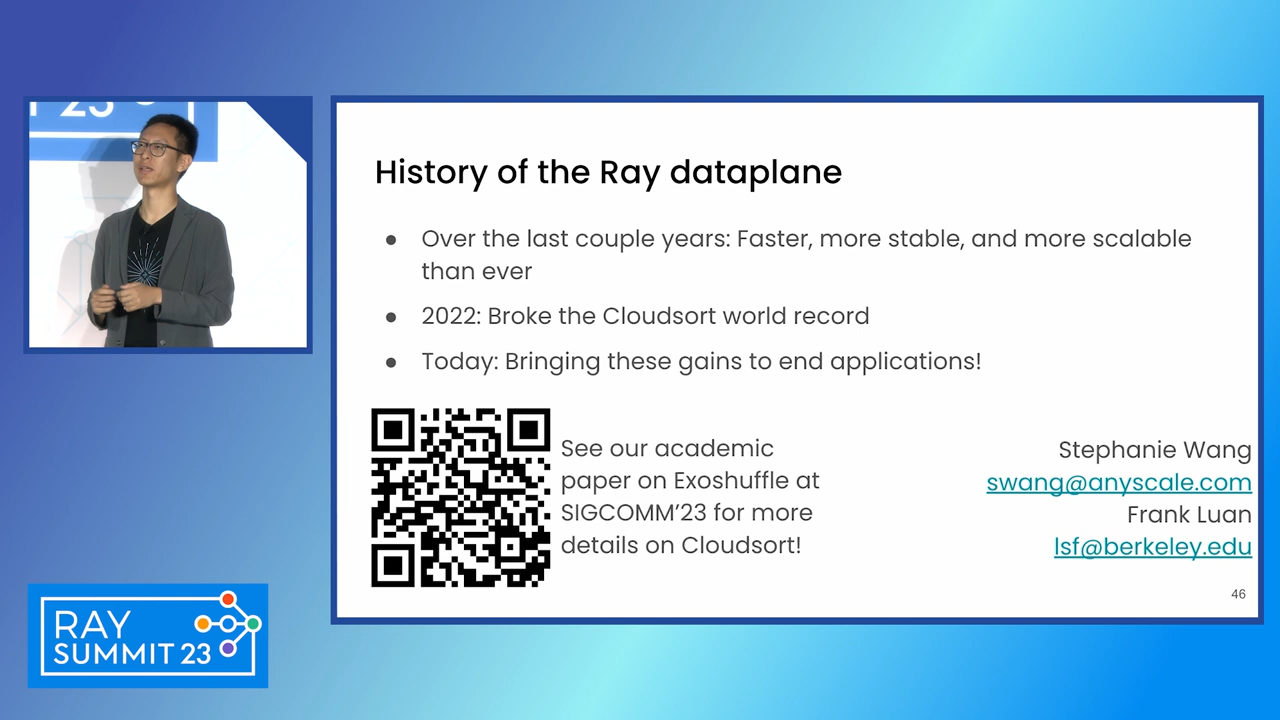 T 23
History of the Ray dataplane
● Over the last couple years: Faster, more stable, and more scalable
than ever
● 2022: Broke the Cloudsort world record
● Today: Bringing these gains to end applications!
See our academic
paper on Exoshuffle at
SIGCOMM’23 for more
details on Cloudsort!
Stephanie Wang
swang@anyscale.com
Frank Luan
lsf@berkeley.edu
46
RAY
SUMMIT 23